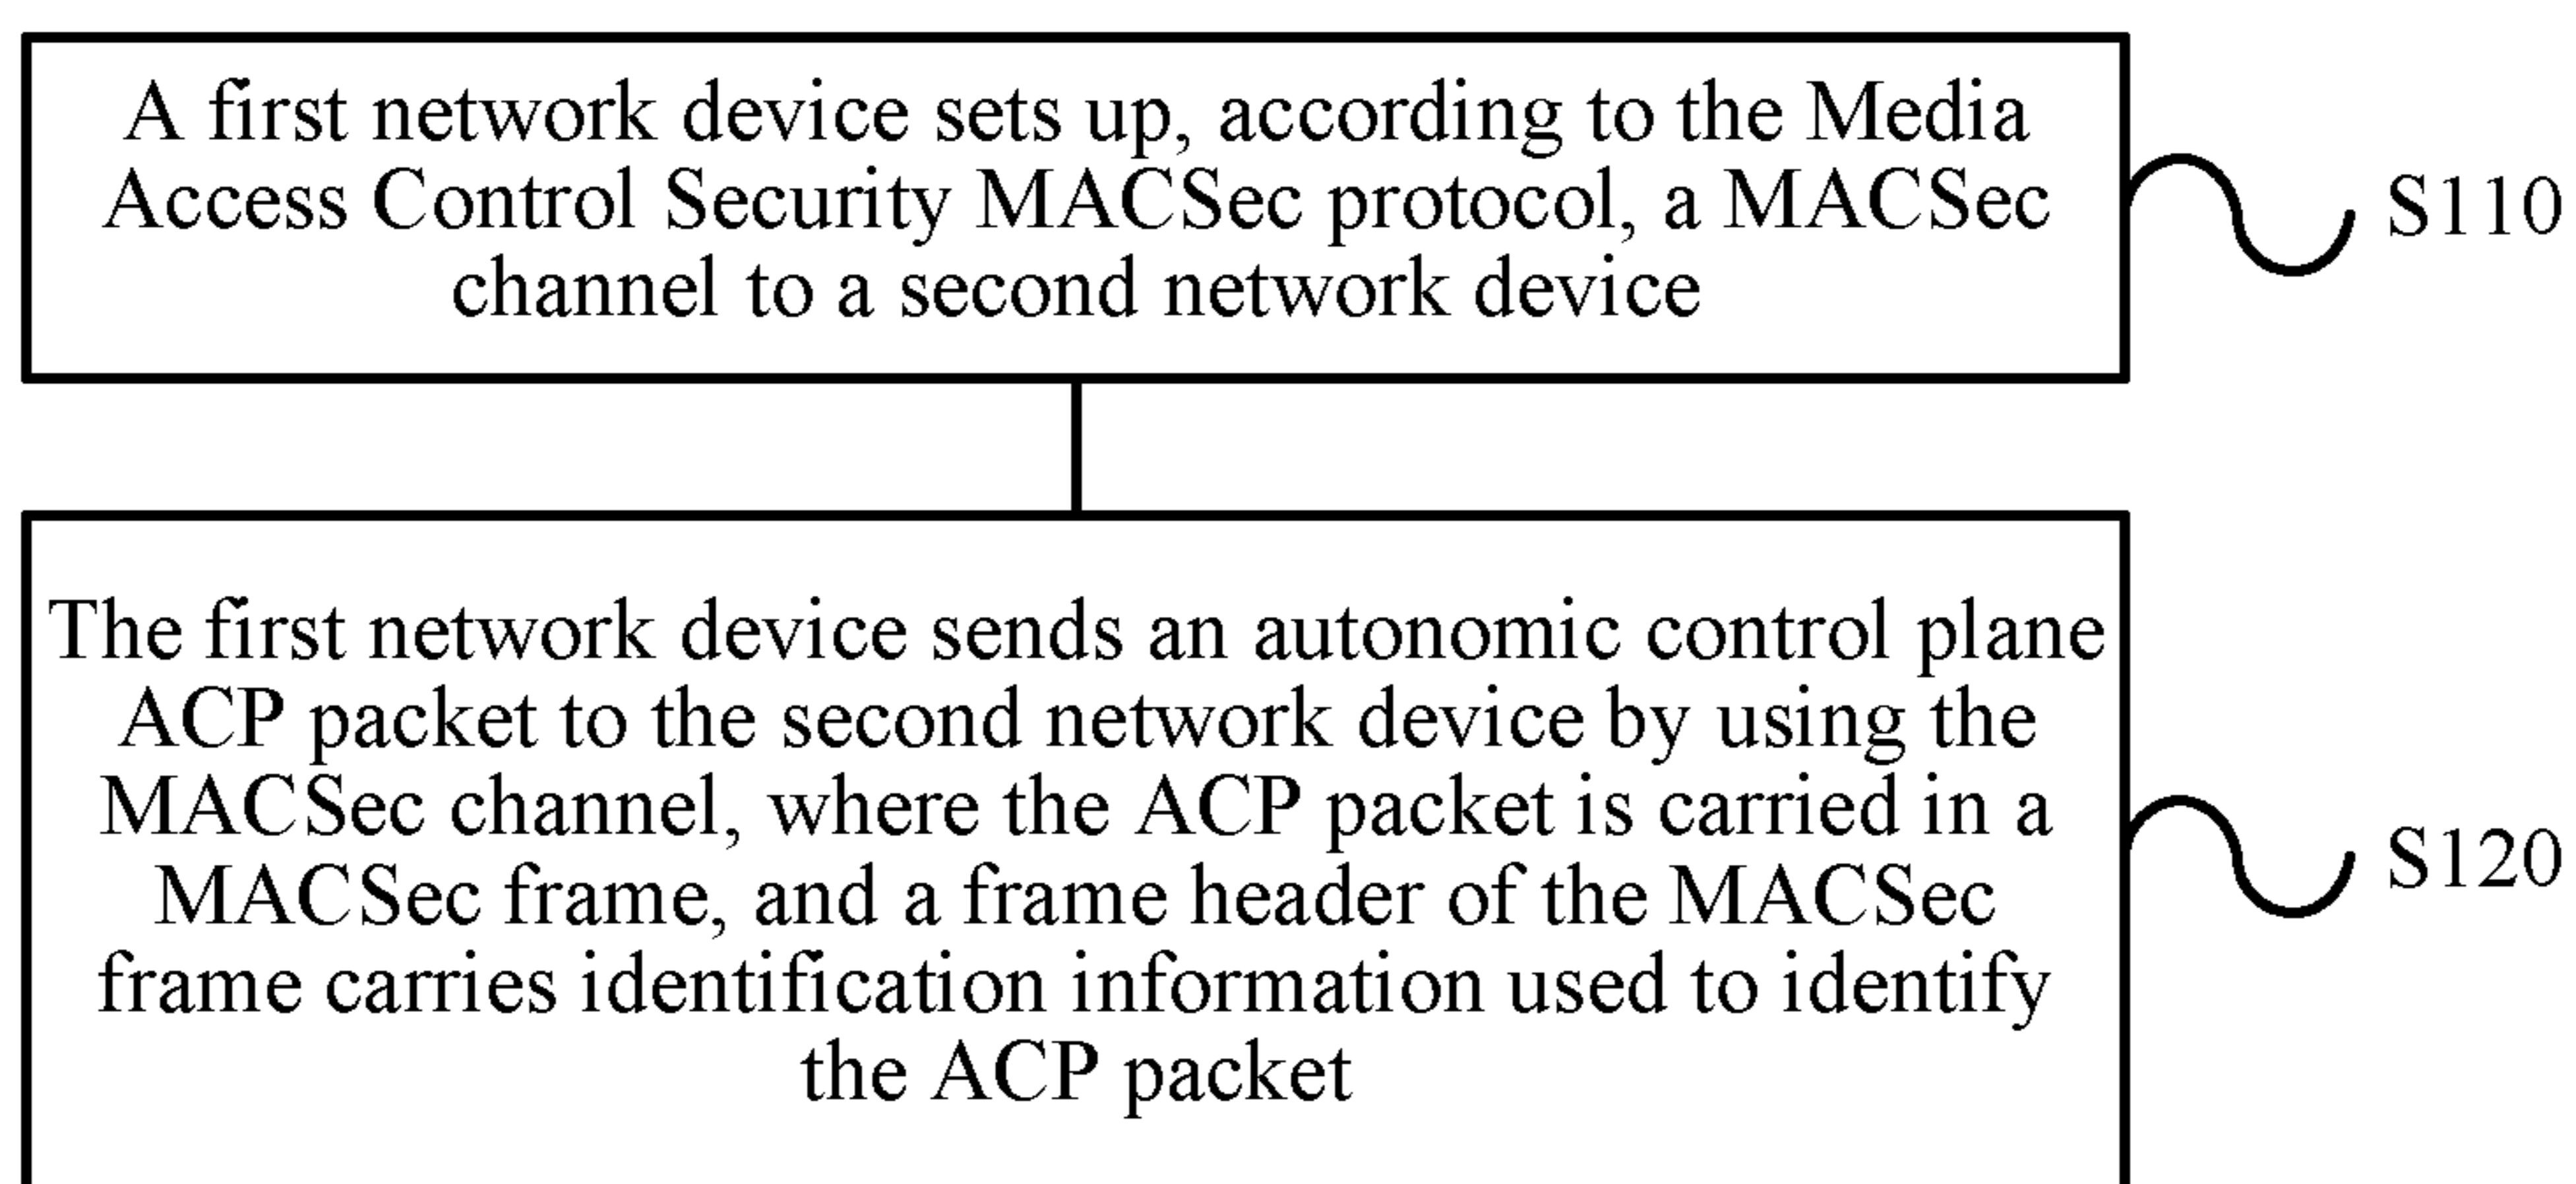 A first network device sets up, according to the Media
Access Control Security MACSec protocol, a MACSec
channel to a second network device
S110
The first network device sends an autonomic control plane
ACP packet to the second network device by using the
MACSec channel, where the ACP packet is carried in a
MACSec frame, and a frame header of the MACSec
frame carries identification information used to identify
the ACP packet
S120